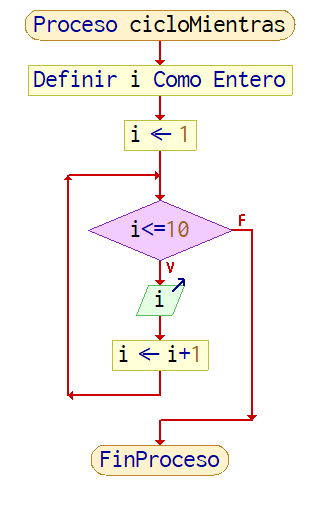 Proceso cicloMientras
Definir i Como Entero
i ← 1
i<=10
F
V
i
i ← i+1
FinProceso